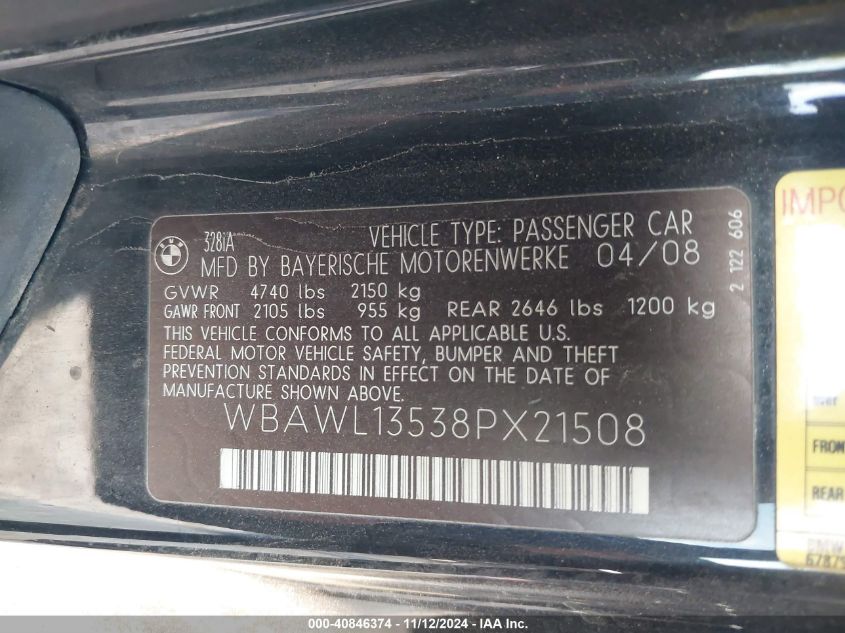 BMW
328iA
VEHICLE TYPE: PASSENGER CAR
MFD BY BAYERISCHE MOTORENWERKE 04/08
GVWR 4740 lbs 2150 kg
GAWR FRONT 2105 lbs 955 kg REAR 2646 lbs 1200 kg
THIS VEHICLE CONFORMS TO ALL APPLICABLE U.S.
FEDERAL MOTOR VEHICLE SAFETY, BUMPER AND THEFT
PREVENTION STANDARDS IN EFFECT ON THE DATE OF
MANUFACTURE SHOWN ABOVE.
WBAWL13538PX21508
2 122 606
FRON
REAR
000-40846374 - 11/12/2024 - IAA Inc.